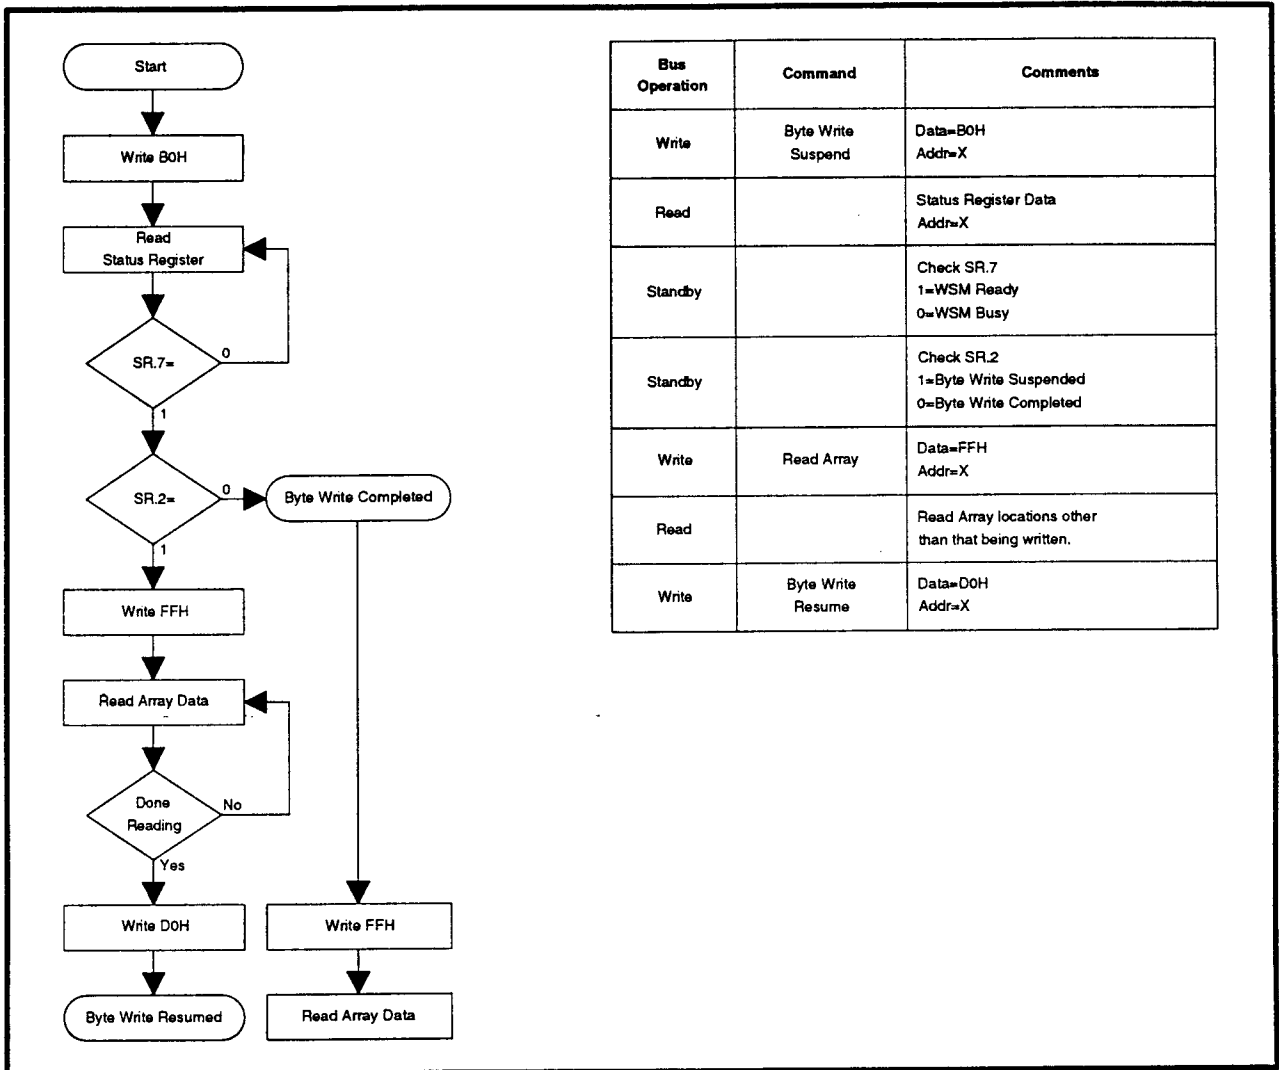 Start
Write B0H
Read
Status Register
SR.7=
0
1
SR.2=
0
Byte Write Completed
1
Write FFH
Read Array Data
Done
Reading
No
Yes
Write D0H
Write FFH
Byte Write Resumed
Read Array Data
Bus
Operation
Command
Comments
Write
Byte Write
Suspend
Data=B0H
Addr=X
Read
Status Register Data
Addr=X
Standby
Check SR.7
1=WSM Ready
0=WSM Busy
Standby
Check SR.2
1=Byte Write Suspended
0=Byte Write Completed
Write
Read Array
Data=FFH
Addr=X
Read
Read Array locations other
than that being written.
Write
Byte Write
Resume
Data=D0H
Addr=X